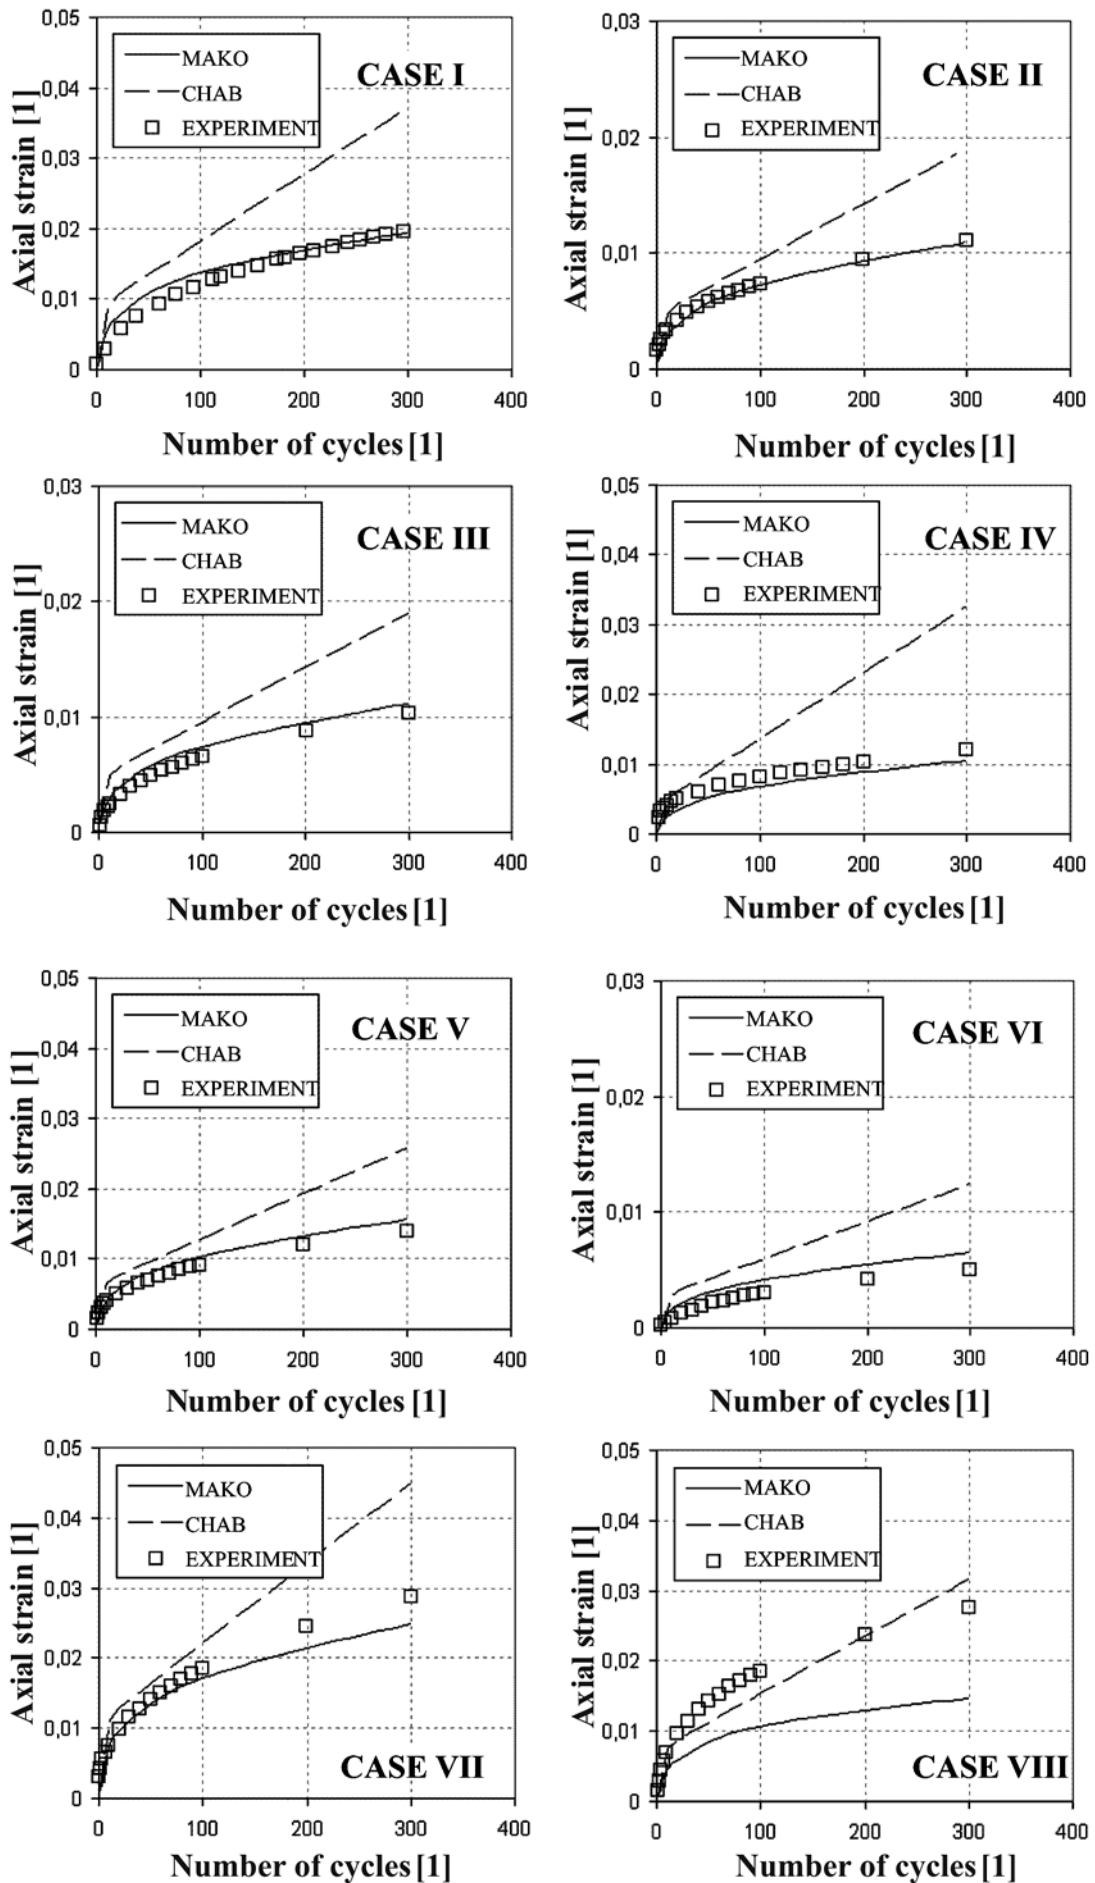 0,05
0,04
0,03
0,02
0,01
0
Axial strain [1]
MAKO
CHAB
EXPERIMENT
CASE I
0 100 200 300 400
Number of cycles [1]
0,03
0,02
0,01
0
Axial strain [1]
MAKO
CHAB
EXPERIMENT
CASE II
0 100 200 300 400
Number of cycles [1]
0,03
0,02
0,01
0
Axial strain [1]
MAKO
CHAB
EXPERIMENT
CASE III
0 100 200 300 400
Number of cycles [1]
0,05
0,04
0,03
0,02
0,01
0
Axial strain [1]
MAKO
CHAB
EXPERIMENT
CASE IV
0 100 200 300 400
Number of cycles [1]
0,05
0,04
0,03
0,02
0,01
0
Axial strain [1]
MAKO
CHAB
EXPERIMENT
CASE V
0 100 200 300 400
Number of cycles [1]
0,03
0,02
0,01
0
Axial strain [1]
MAKO
CHAB
EXPERIMENT
CASE VI
0 100 200 300 400
Number of cycles [1]
0,05
0,04
0,03
0,02
0,01
0
Axial strain [1]
MAKO
CHAB
EXPERIMENT
CASE VII
0 100 200 300 400
Number of cycles [1]
0,05
0,04
0,03
0,02
0,01
0
Axial strain [1]
MAKO
CHAB
EXPERIMENT
CASE VIII
0 100 200 300 400
Number of cycles [1]